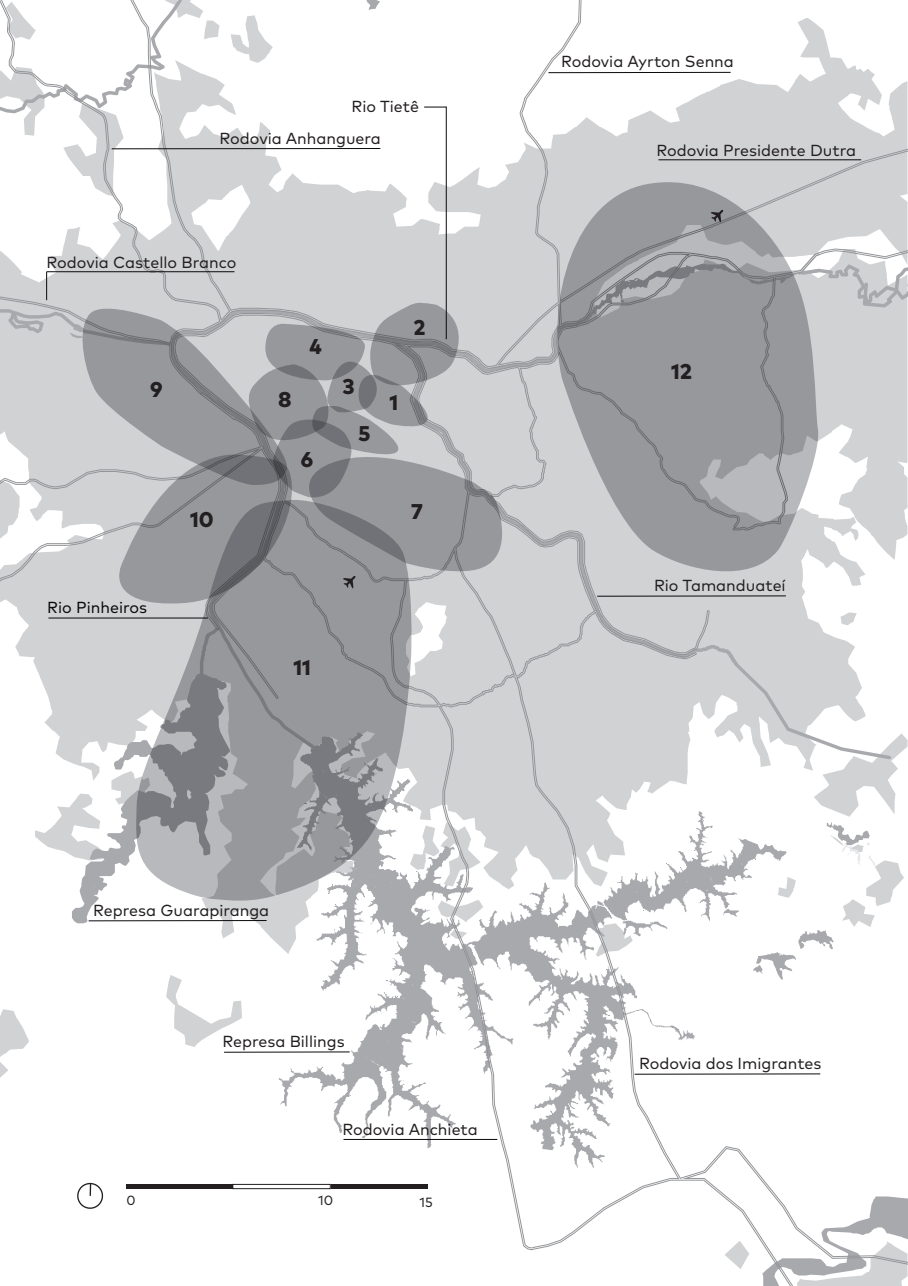 Rodovia Ayrton Senna
Rio Tietê
Rodovia Anhanguera
Rodovia Presidente Dutra
Rodovia Castello Branco
2
4
12
3
9
8
1
5
6
7
10
Rodovia Tamanduateí
Rio Pinheiros
11
Represa Guarapiranga
Represa Billings
Rodovia dos Imigrantes
Rodovia Anchieta
0
10
15